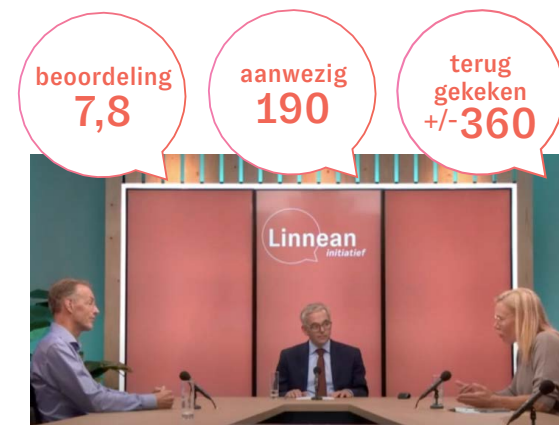 beoordeling
7,8
aanwezig
190
terug
gekeken
+/-360
Linnean
initiatief